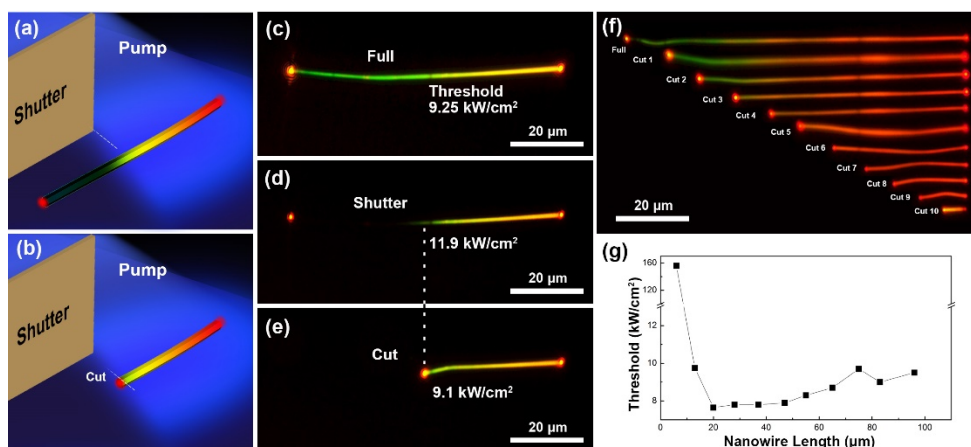 (a)
Pump
Shutter
(b)
Pump
Shutter
Cut
(c)
Full
Threshold
9.25 kW/cm²
20 µm
(d)
Shutter
11.9 kW/cm²
20 µm
(e)
Cut
9.1 kW/cm²
20 µm
(f)
Full
Cut 1
Cut 2
Cut 3
Cut 4
Cut 5
Cut 6
Cut 7
Cut 8
Cut 9
Cut 10
20 µm
(g)
Threshold (kW/cm²)
160
150
12
10
8
0 20 40 60 80 100
Nanowire Length (µm)